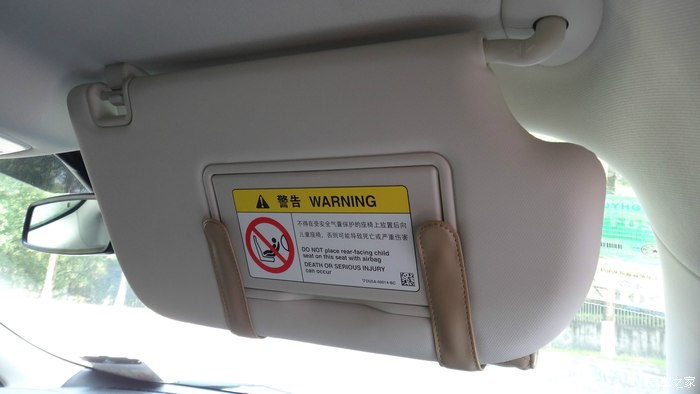 警告 WARNING
不得在受安全气囊保护的座椅上放置后向
儿童座椅，否则可能导致死亡或严重伤害
DO NOT place rear-facing child
seat on this seat with airbag
DEATH OR SERIOUS INJURY
can occur
之家